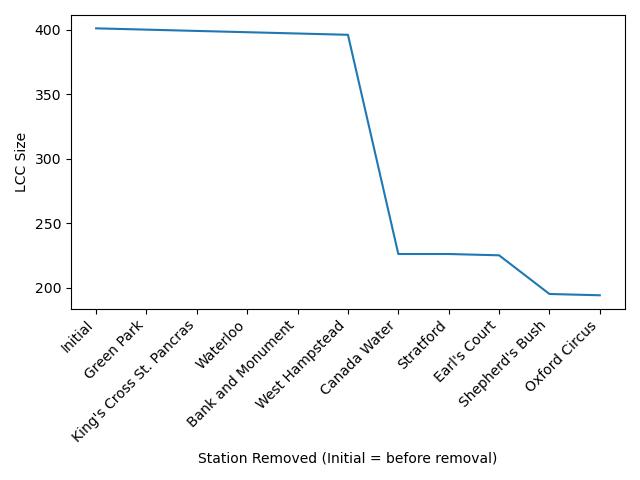 400
350
300
250
200
LCC Size
Initial
Green Park
King's Cross St. Pancras
Waterloo
Bank and Monument
West Hampstead
Canada Water
Stratford
Earl's Court
Shepherd's Bush
Oxford Circus
Station Removed (Initial = before removal)